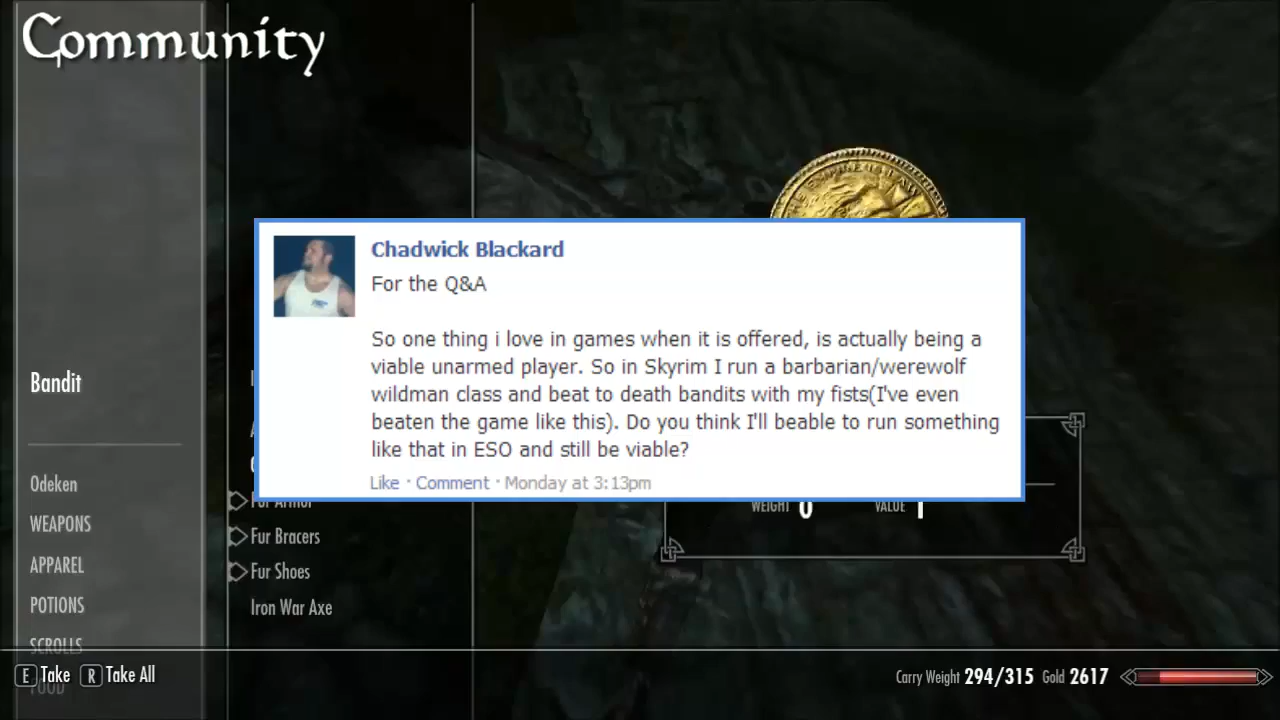 Community
Chadwick Blackard
For the Q&A
So one thing i love in games when it is offered, is actually being a
viable unarmed player. So in Skyrim I run a barbarian/werewolf
wildman class and beat to death bandits with my fists(I've even
beaten the game like this). Do you think I'll beable to run something
like that in ESO and still be viable?
Like · Comment · Monday at 3:13pm
Bandit
Odeken
WEAPONS
APPAREL
POTIONS
SCROLLS
FOOD
Fur Armor
Fur Bracers
Fur Shoes
Iron War Axe
WEIGHT 0 VALUE 1
E Take R Take All
Carry Weight 294/315 Gold 2617